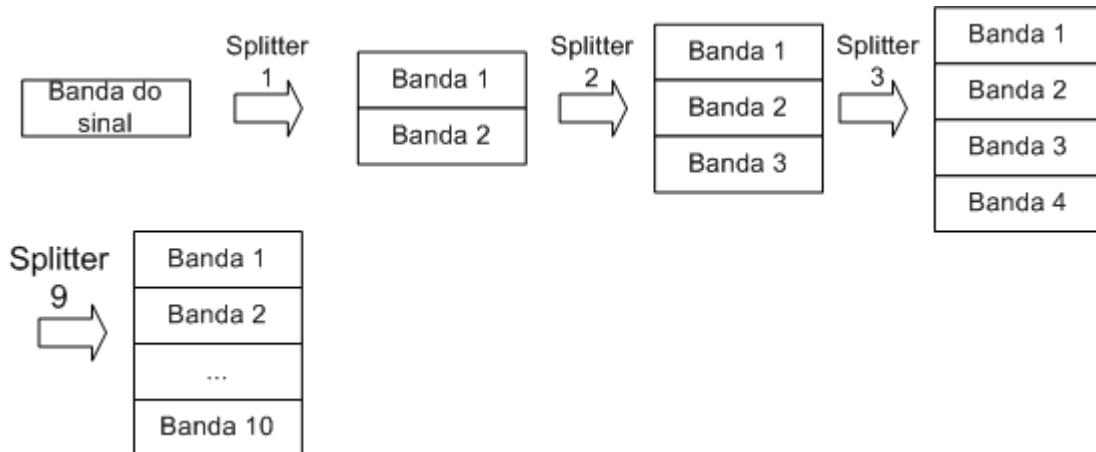 Banda do
sinal
Splitter
1
Banda 1
Banda 2
Splitter
2
Banda 1
Banda 2
Banda 3
Splitter
3
Banda 1
Banda 2
Banda 3
Banda 4
Splitter
9
Banda 1
Banda 2
...
Banda 10